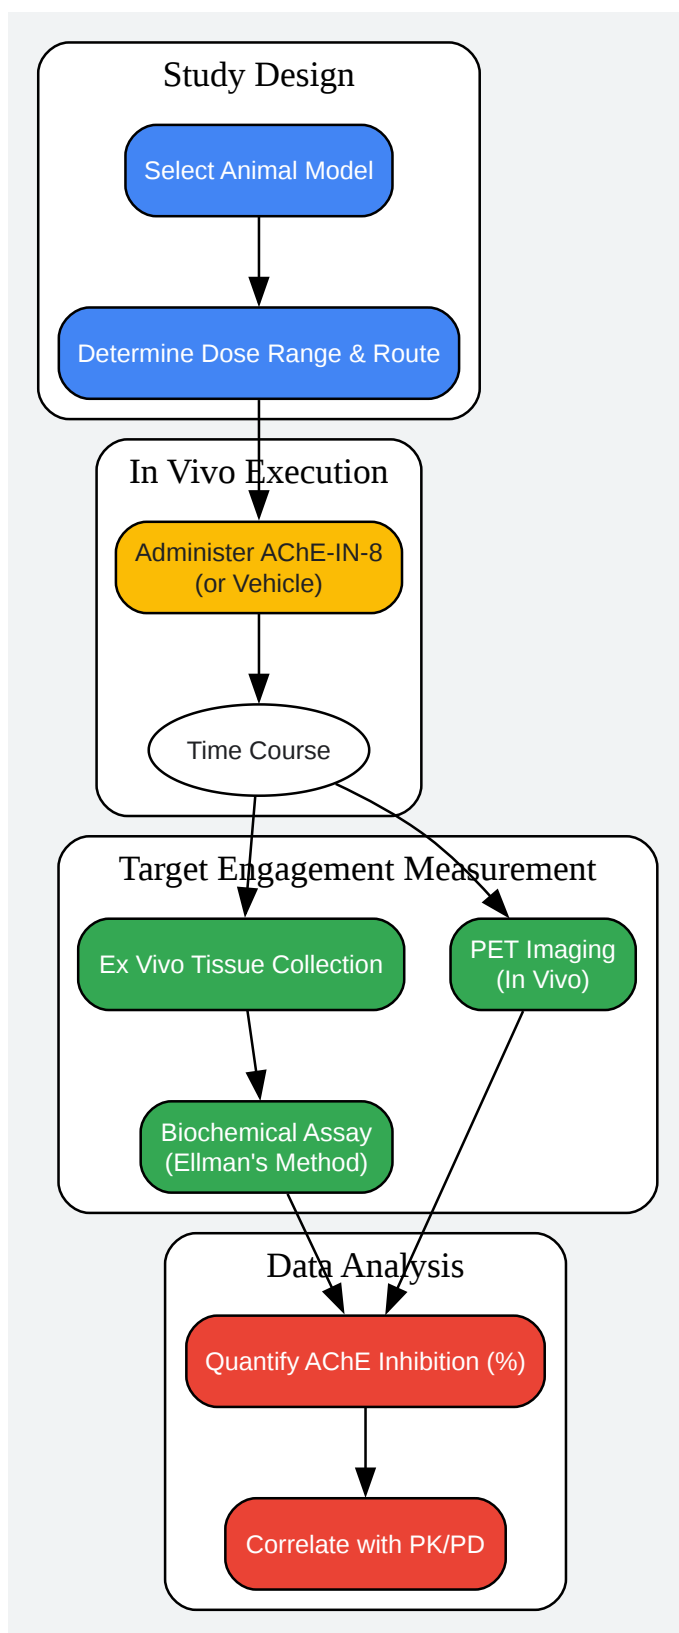 Study Design
Select Animal Model
Determine Dose Range & Route
In Vivo Execution
Administer AChE-IN-8
(or Vehicle)
Time Course
Target Engagement Measurement
Ex Vivo Tissue Collection
PET Imaging
(In Vivo)
Biochemical Assay
(Ellman's Method)
Data Analysis
Quantify AChE Inhibition (%)
Correlate with PK/PD